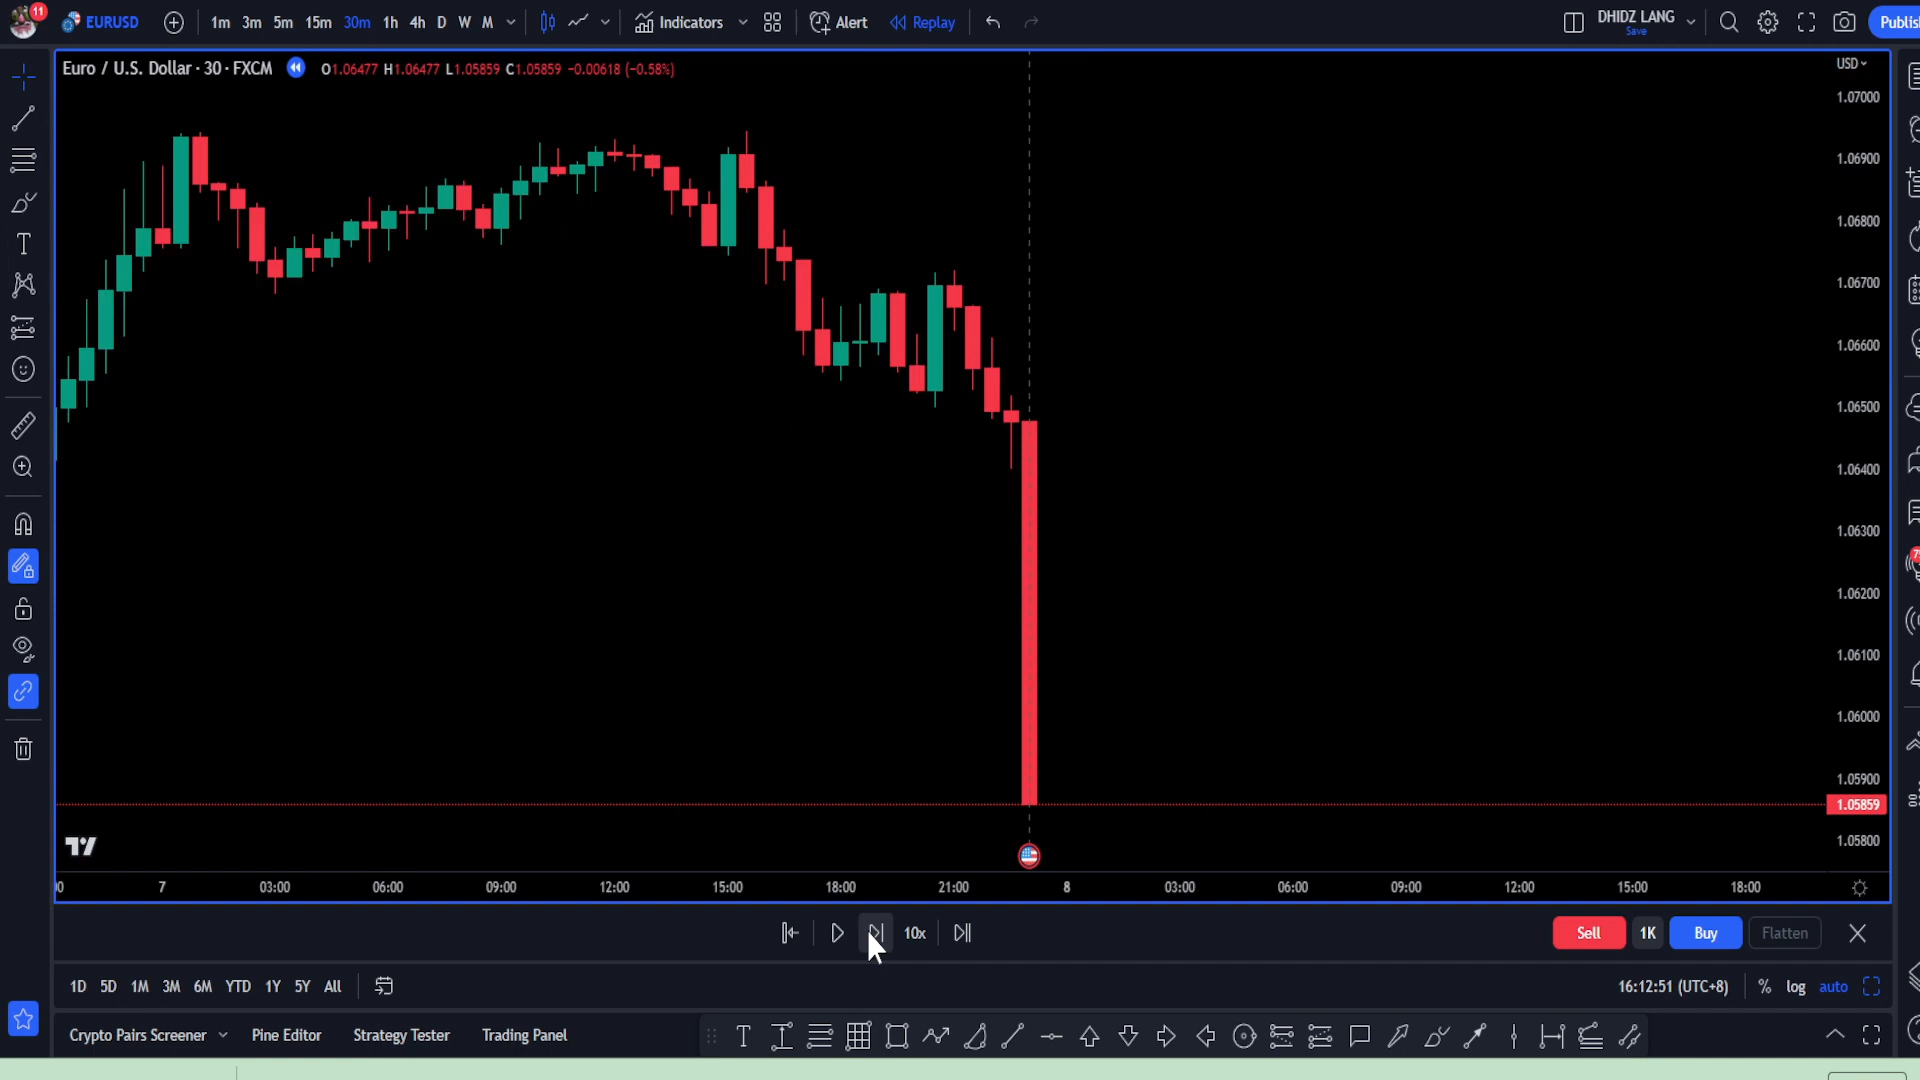 11 EURUSD 1m 3m 5m 15m 30m 1h 4h D W M Indicators Alert Replay DHIDZ LANG Save Publis
Euro / U.S. Dollar · 30 · FXCM O1.06477 H1.06477 L1.05859 C1.05859 -0.00618 (-0.58%) USD
1.07000
1.06900
1.06800
1.06700
1.06600
1.06500
1.06400
1.06300
1.06200
1.06100
1.06000
1.05900
1.05859
1.05800
7 03:00 06:00 09:00 12:00 15:00 18:00 21:00 8 03:00 06:00 09:00 12:00 15:00 18:00
10x Sell 1K Buy Flatten
1D 5D 1M 3M 6M YTD 1Y 5Y All 16:12:51 (UTC+8) % log auto
Crypto Pairs Screener Pine Editor Strategy Tester Trading Panel